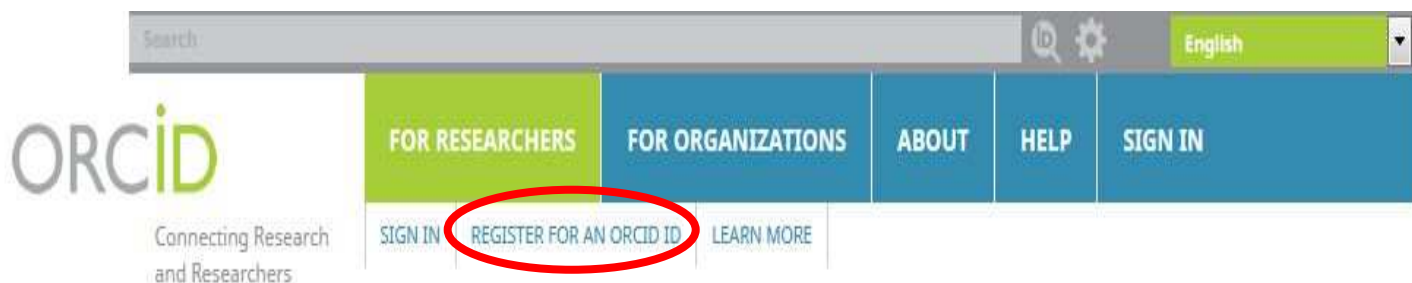 Search
iD
English
ORCiD
FOR RESEARCHERS
FOR ORGANIZATIONS
ABOUT
HELP
SIGN IN
Connecting Research
and Researchers
SIGN IN
REGISTER FOR AN ORCID ID
LEARN MORE